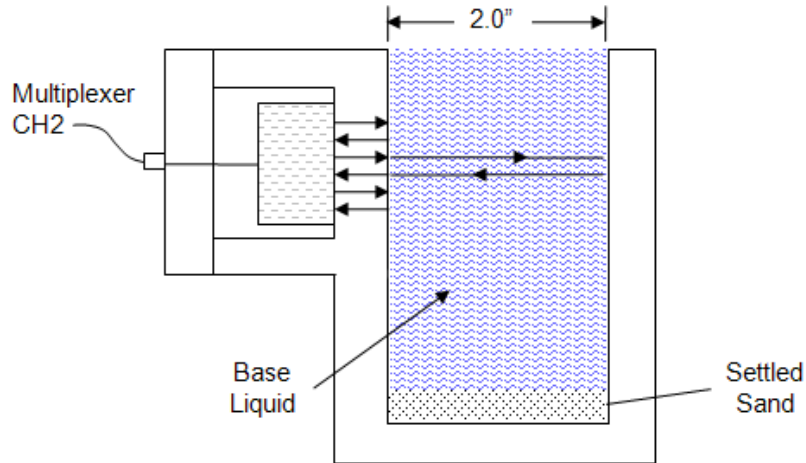 2.0”
Multiplexer
CH2
Base
Liquid
Settled
Sand